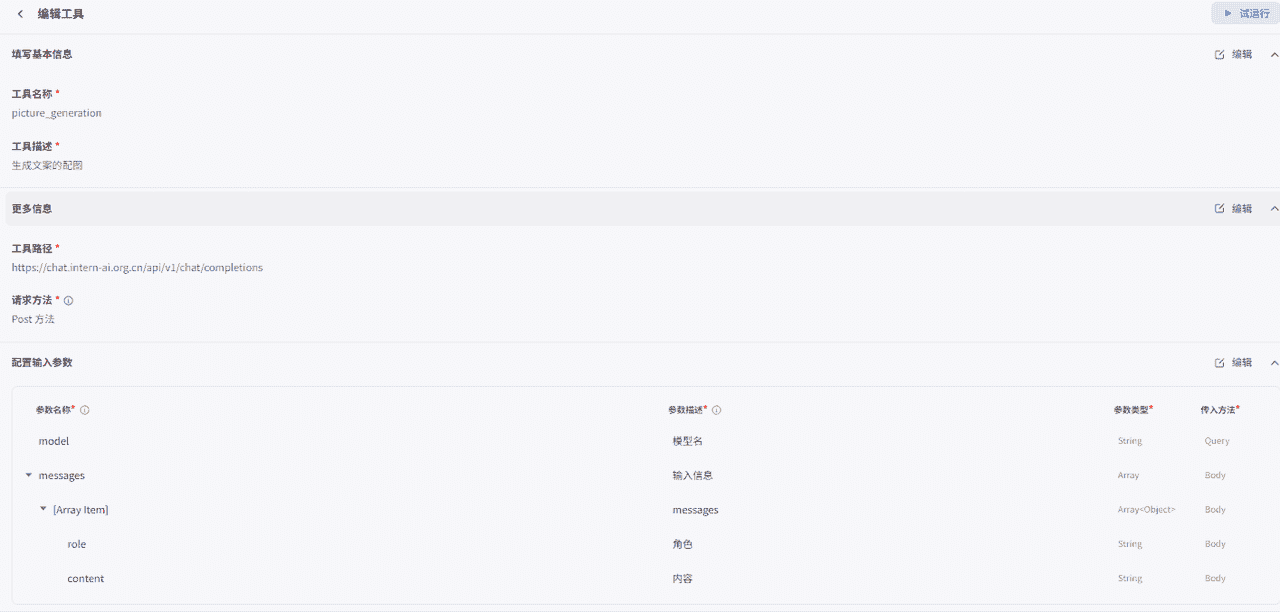 编辑工具
试运行
填写基本信息
编辑
工具名称 *
picture_generation
工具描述 *
生成文案的配图
更多信息
编辑
工具路径 *
https://chat.intern-ai.org.cn/api/v1/chat/completions
请求方法 *
Post 方法
配置输入参数
编辑
参数名称* 参数描述* 参数类型* 传入方法*
model 模型名 String Query
messages 输入信息 Array Body
[Array Item] messages Array<Object> Body
role 角色 String Body
content 内容 String Body